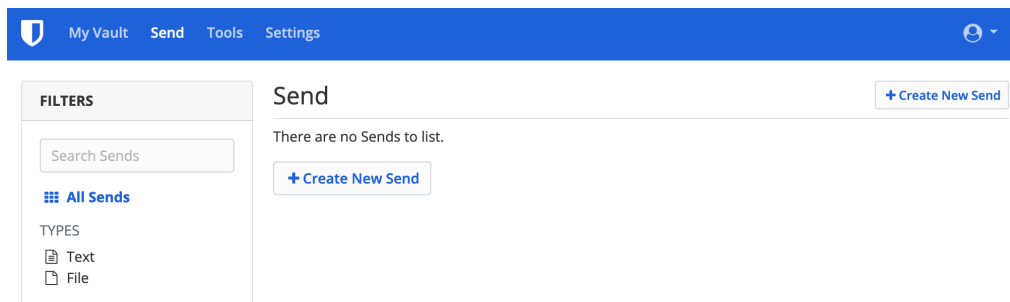 My Vault Send Tools Settings
FILTERS
Search Sends
All Sends
TYPES
Text
File
Send
+ Create New Send
There are no Sends to list.
+ Create New Send